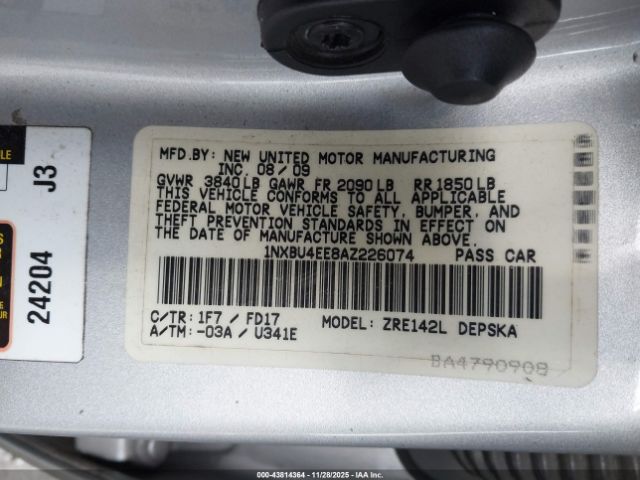 MFD.BY: NEW UNITED MOTOR MANUFACTURING
INC. 08/09
GVWR 3840LB GAWR FR 2090LB RR1850LB
THIS VEHICLE CONFORMS TO ALL APPLICABLE
FEDERAL MOTOR VEHICLE SAFETY, BUMPER, AND
THEFT PREVENTION STANDARDS IN EFFECT ON
THE DATE OF MANUFACTURE SHOWN ABOVE.
1NXBU4EE8AZ226074 PASS CAR
C/TR: 1F7 / FD17
A/TM: -03A / U341E
MODEL: ZRE142L DEPSKA
BA4790908
J3
24204
000-43814364 - 11/28/2025 - IAA, Inc.